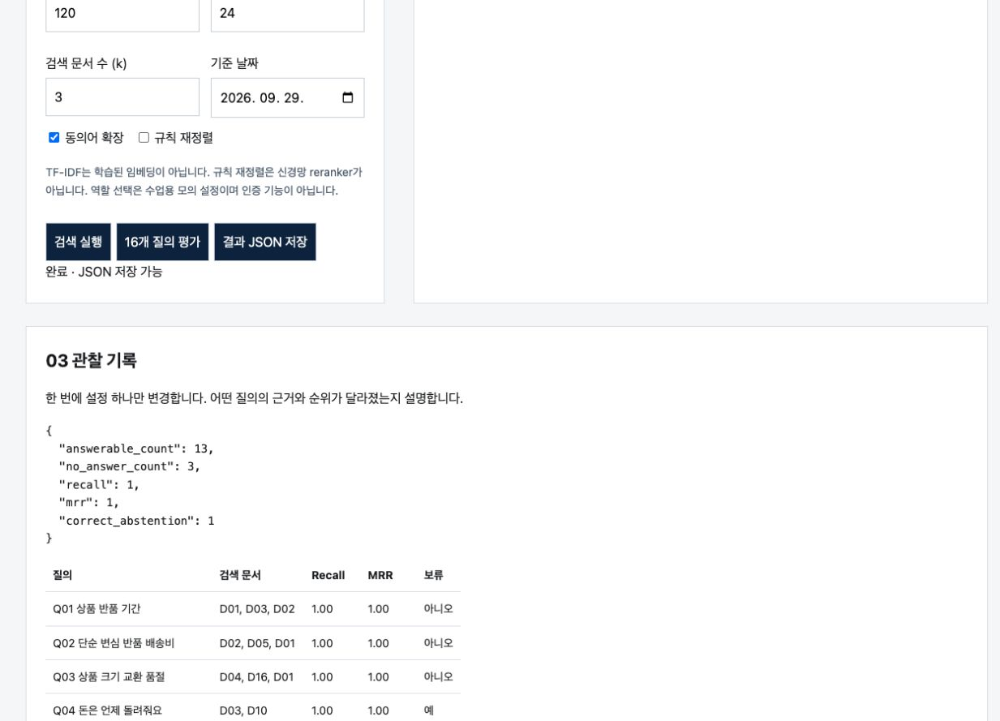 120
24
검색 문서 수 (k)
기준 날짜
3
2026. 09. 29.
동의어 확장
규칙 재정렬
TF-IDF는 학습된 임베딩이 아닙니다. 규칙 재정렬은 신경망 reranker가
아닙니다. 역할 선택은 수업용 모의 설정이며 인증 기능이 아닙니다.
검색 실행
16개 질의 평가
결과 JSON 저장
완료 · JSON 저장 가능
03 관찰 기록
한 번에 설정 하나만 변경합니다. 어떤 질의의 근거와 순위가 달라졌는지 설명합니다.
{
"answerable_count": 13,
"no_answer_count": 3,
"recall": 1,
"mrr": 1,
"correct_abstention": 1
}
질의 검색 문서 Recall MRR 보류
Q01 상품 반품 기간 D01, D03, D02 1.00 1.00 아니오
Q02 단순 변심 반품 배송비 D02, D05, D01 1.00 1.00 아니오
Q03 상품 크기 교환 품절 D04, D16, D01 1.00 1.00 아니오
Q04 돈은 언제 돌려줘요 D03, D10 1.00 1.00 예